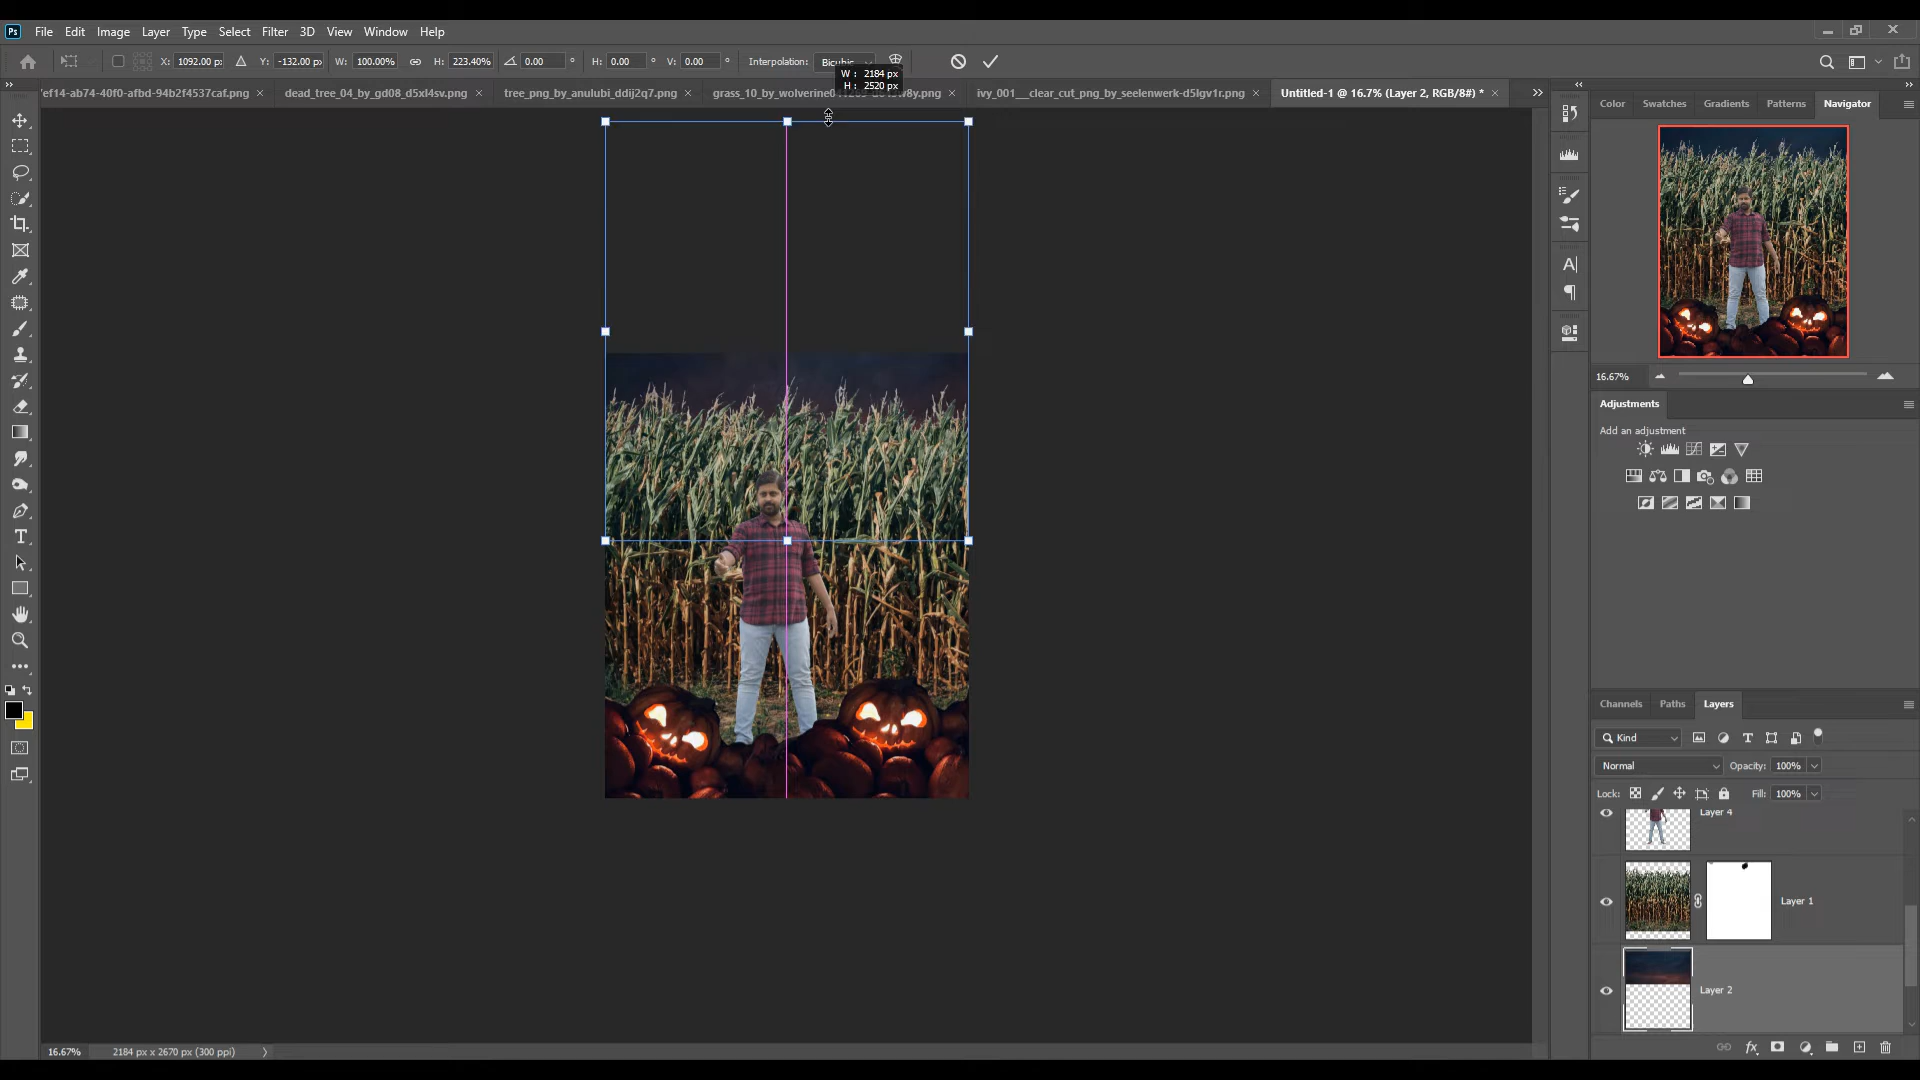 Ps File Edit Image Layer Type Select Filter 3D View Window Help
X: 1092.00 px Y: -132.00 px W: 100.00% H: 223.40% 0.00 ° H: 0.00 ° V: 0.00 ° Interpolation: Bicubic
W : 2184 px
H : 2520 px
ef14-ab74-40f0-afbd-94b2f4537caf.png × dead_tree_04_by_gd08_d5xl4sv.png × tree_png_by_anulubi_ddij2q7.png × × ivy_001__clear_cut_png_by_seelenwerk-d5lgv1r.png × Untitled-1 @ 16.7% (Layer 2, RGB/8#) * ×
Color Swatches Gradients Patterns Navigator
16.67%
Adjustments
Add an adjustment
Channels Paths Layers
Kind
Normal Opacity: 100%
Lock: Fill: 100%
Layer 4
Layer 1
Layer 2
16.67% 2184 px x 2670 px (300 ppi)